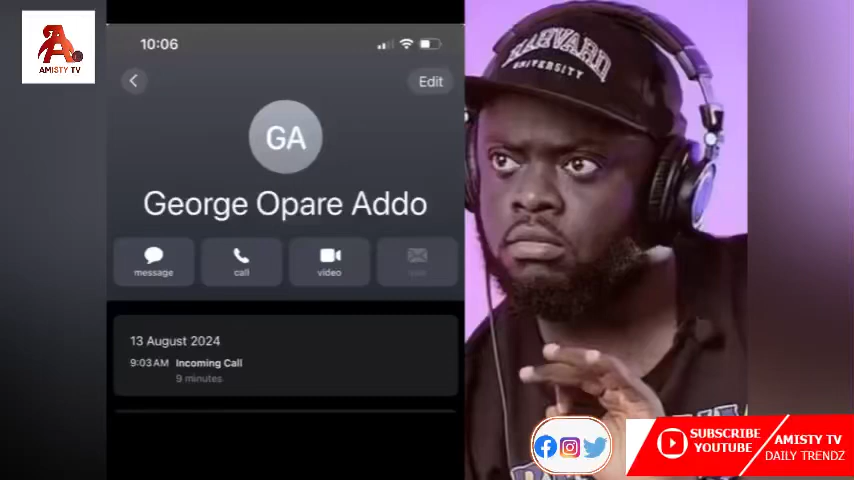 AMISTY TV
10:06
Edit
GA
George Opare Addo
message
call
video
13 August 2024
9:03 AM Incoming Call
9 minutes
HARVARD
UNIVERSITY
SUBSCRIBE
YOUTUBE
AMISTY TV
DAILY TRENDZ